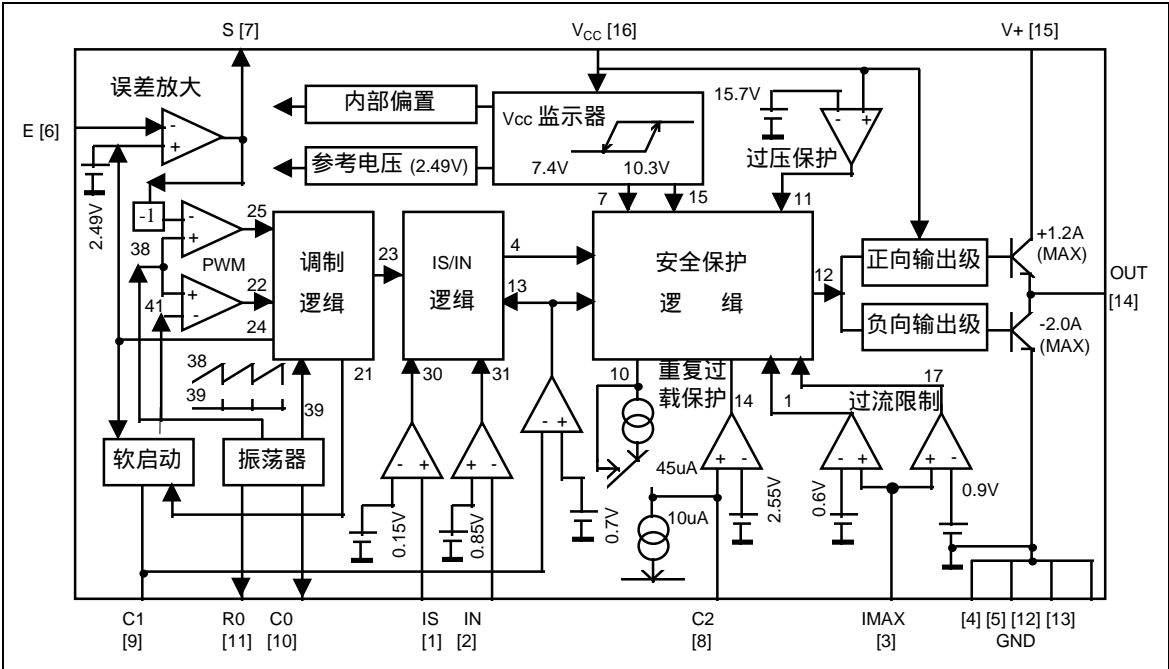 S [7]
VCC [16]
V+ [15]
误差放大
E [6]
-
+
2.49V
-1
内部偏置
参考电压 (2.49V)
Vcc 监示器
7.4V
10.3V
15.7V
-
+
过压保护
7
15
11
38
-
+
25
PWM
+
-
22
41
24
调制
逻缉
23
IS/IN
逻缉
4
13
安全保护
逻 缉
12
正向输出级
负向输出级
+1.2A
(MAX)
OUT
[14]
-2.0A
(MAX)
38
39
39
21
30
31
10
重复过
载保护
14
1
过流限制
17
软启动
振荡器
- +
+ -
- +
45uA
+ -
- +
+ -
0.15V
0.85V
0.7V
10uA
2.55V
0.6V
0.9V
C1
[9]
R0
[11]
C0
[10]
IS
[1]
IN
[2]
C2
[8]
IMAX
[3]
[4] [5] [12] [13]
GND